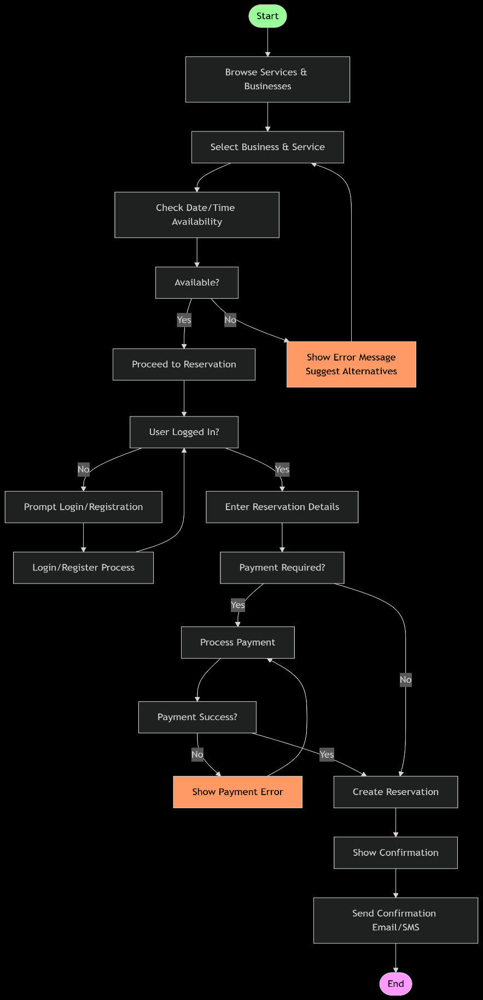 Start
Browse Services &
Businesses
Select Business & Service
Check Date/Time
Availability
Available?
Yes
No
Proceed to Reservation
Show Error Message
Suggest Alternatives
User Logged In?
No
Yes
Prompt Login/Registration
Enter Reservation Details
Login/Register Process
Payment Required?
Yes
Process Payment
No
Payment Success?
No
Yes
Show Payment Error
Create Reservation
Show Confirmation
Send Confirmation
Email/SMS
End